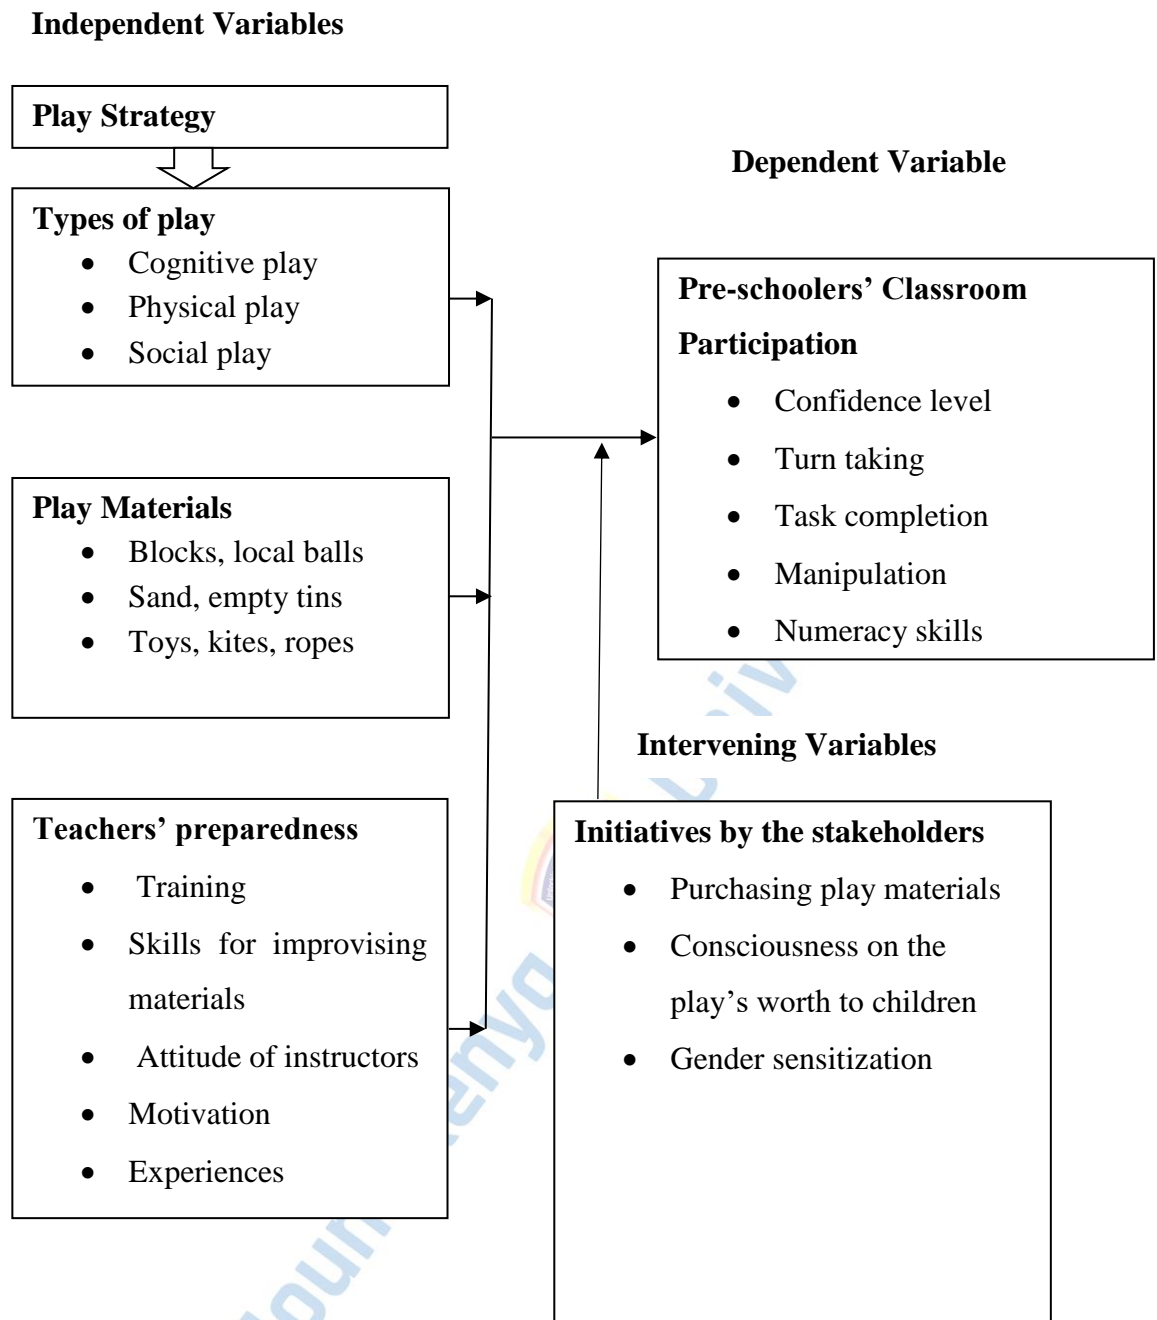 Independent Variables
Play Strategy
Types of play
• Cognitive play
• Physical play
• Social play
Play Materials
• Blocks, local balls
• Sand, empty tins
• Toys, kites, ropes
Teachers’ preparedness
• Training
• Skills for improvising
materials
• Attitude of instructors
• Motivation
• Experiences
Dependent Variable
Pre-schoolers’ Classroom
Participation
• Confidence level
• Turn taking
• Task completion
• Manipulation
• Numeracy skills
Intervening Variables
Initiatives by the stakeholders
• Purchasing play materials
• Consciousness on the
play’s worth to children
• Gender sensitization